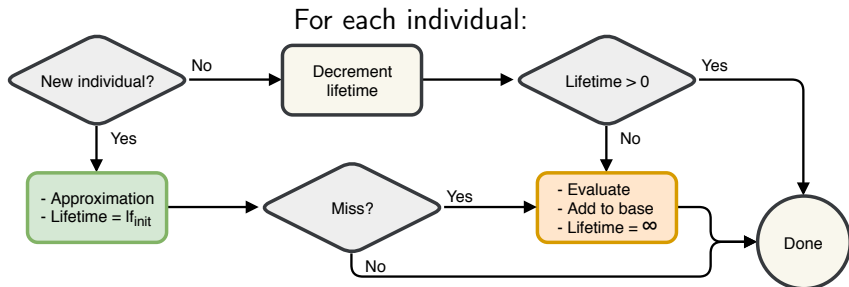 For each individual:
New individual?
No
Decrement
lifetime
Lifetime > 0
Yes
Yes
No
- Approximation
- Lifetime = lf_init
Miss?
Yes
- Evaluate
- Add to base
- Lifetime = ∞
Done
No